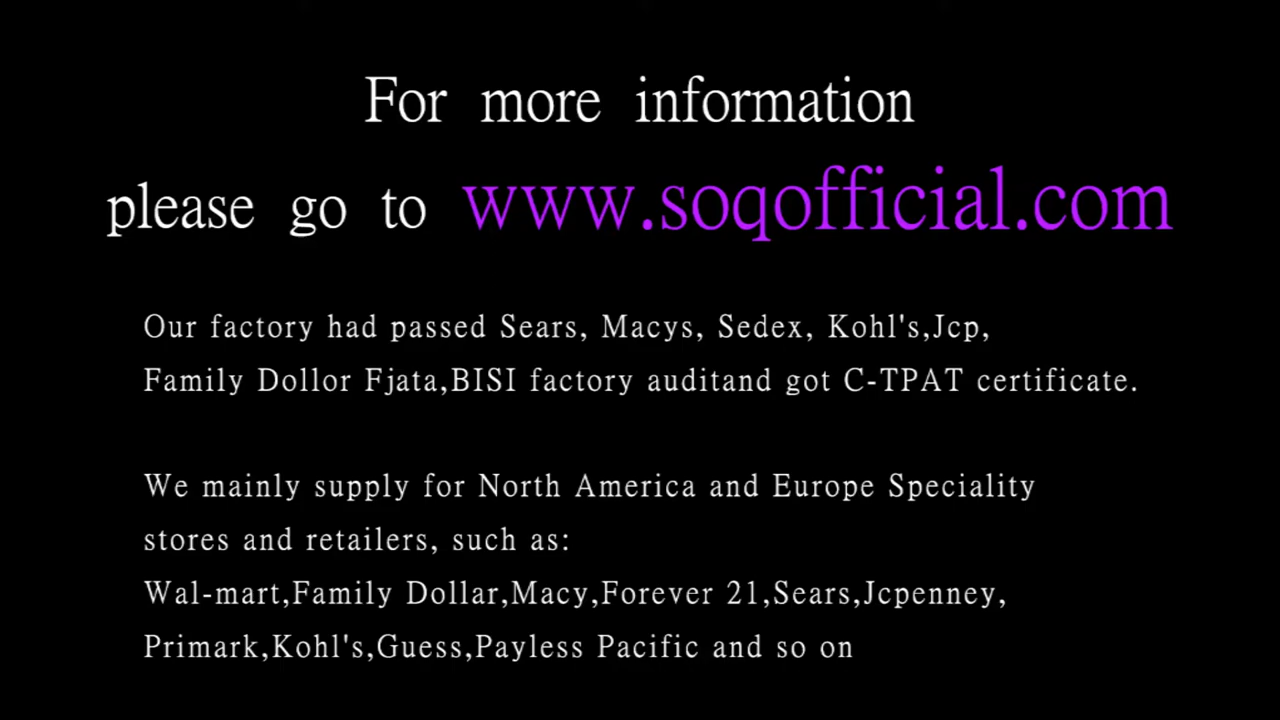 For more information
please go to www.soqofficial.com
Our factory had passed Sears, Macys, Sedex, Kohl's,Jcp,
Family Dollor Fjata,BISI factory auditand got C-TPAT certificate.
We mainly supply for North America and Europe Speciality
stores and retailers, such as:
Wal-mart,Family Dollar,Macy,Forever 21,Sears,Jcpenney,
Primark,Kohl's,Guess,Payless Pacific and so on